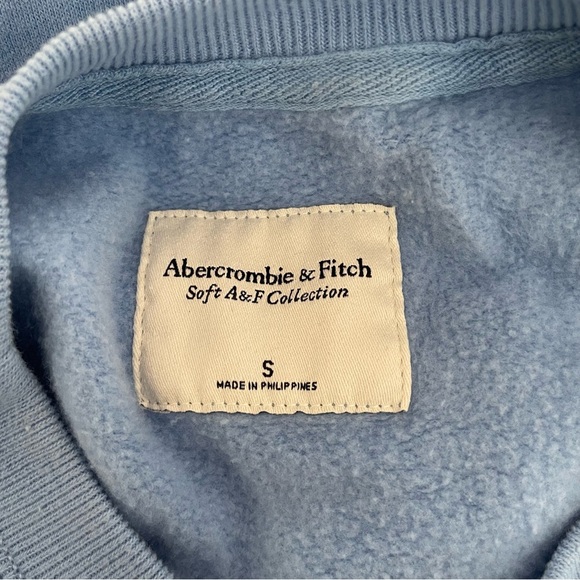 Abercrombie & Fitch
Soft A&F Collection
S
MADE IN PHILIPPINES